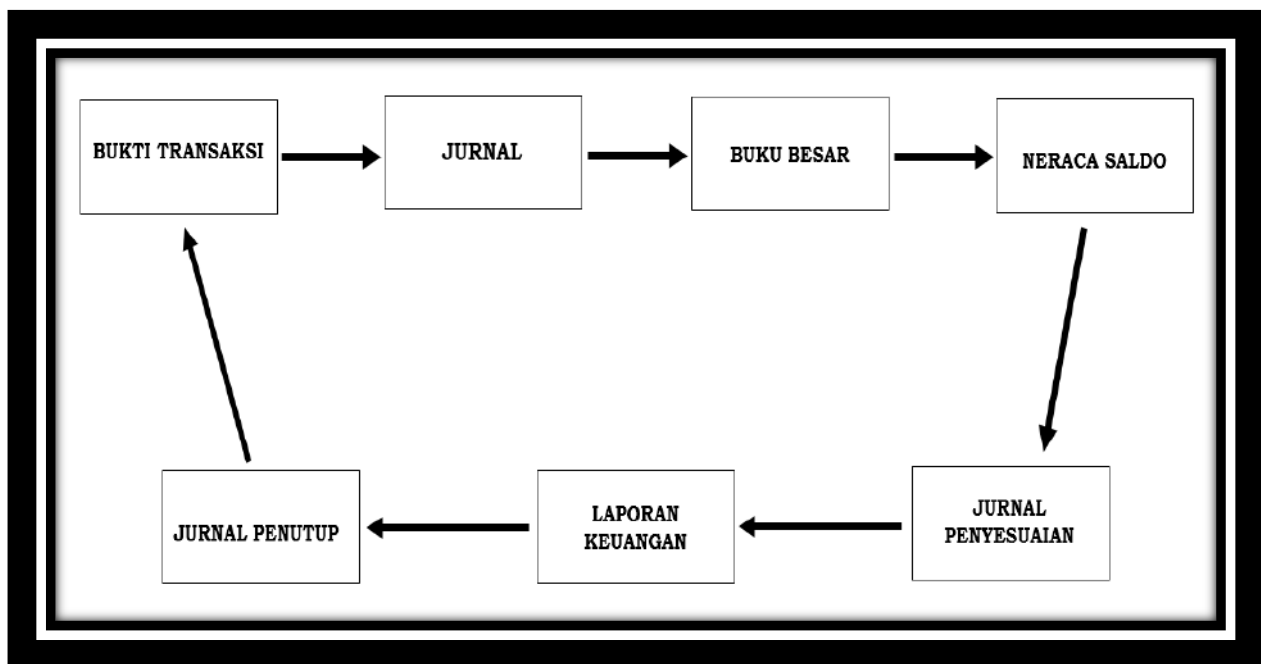 BUKTI TRANSAKSI
JURNAL
BUKU BESAR
NERACA SALDO
JURNAL PENUTUP
LAPORAN
KEUANGAN
JURNAL
PENYESUAIAN